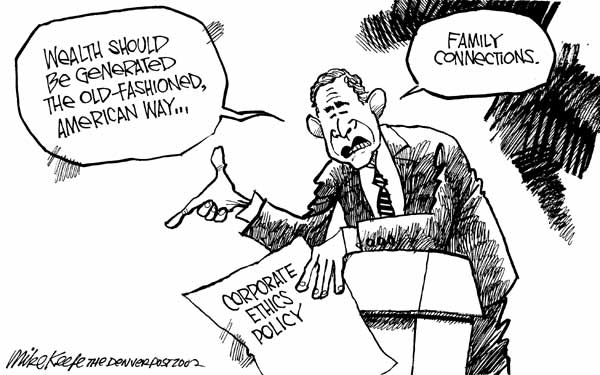 WEALTH SHOULD
BE GENERATED
THE OLD-FASHIONED,
AMERICAN WAY...
FAMILY
CONNECTIONS.
CORPORATE
ETHICS
POLICY
MIKE KEEFE THE DENVER POST 2002